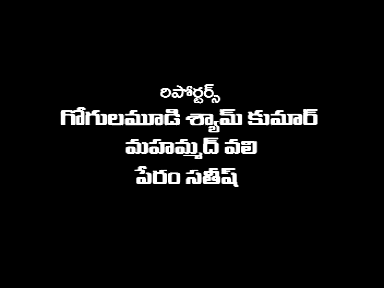 రిపోర్టర్స్
గోగులమూడి శ్యామ్ కుమార్
మహమ్మద్ వలి
పేరం సతీష్